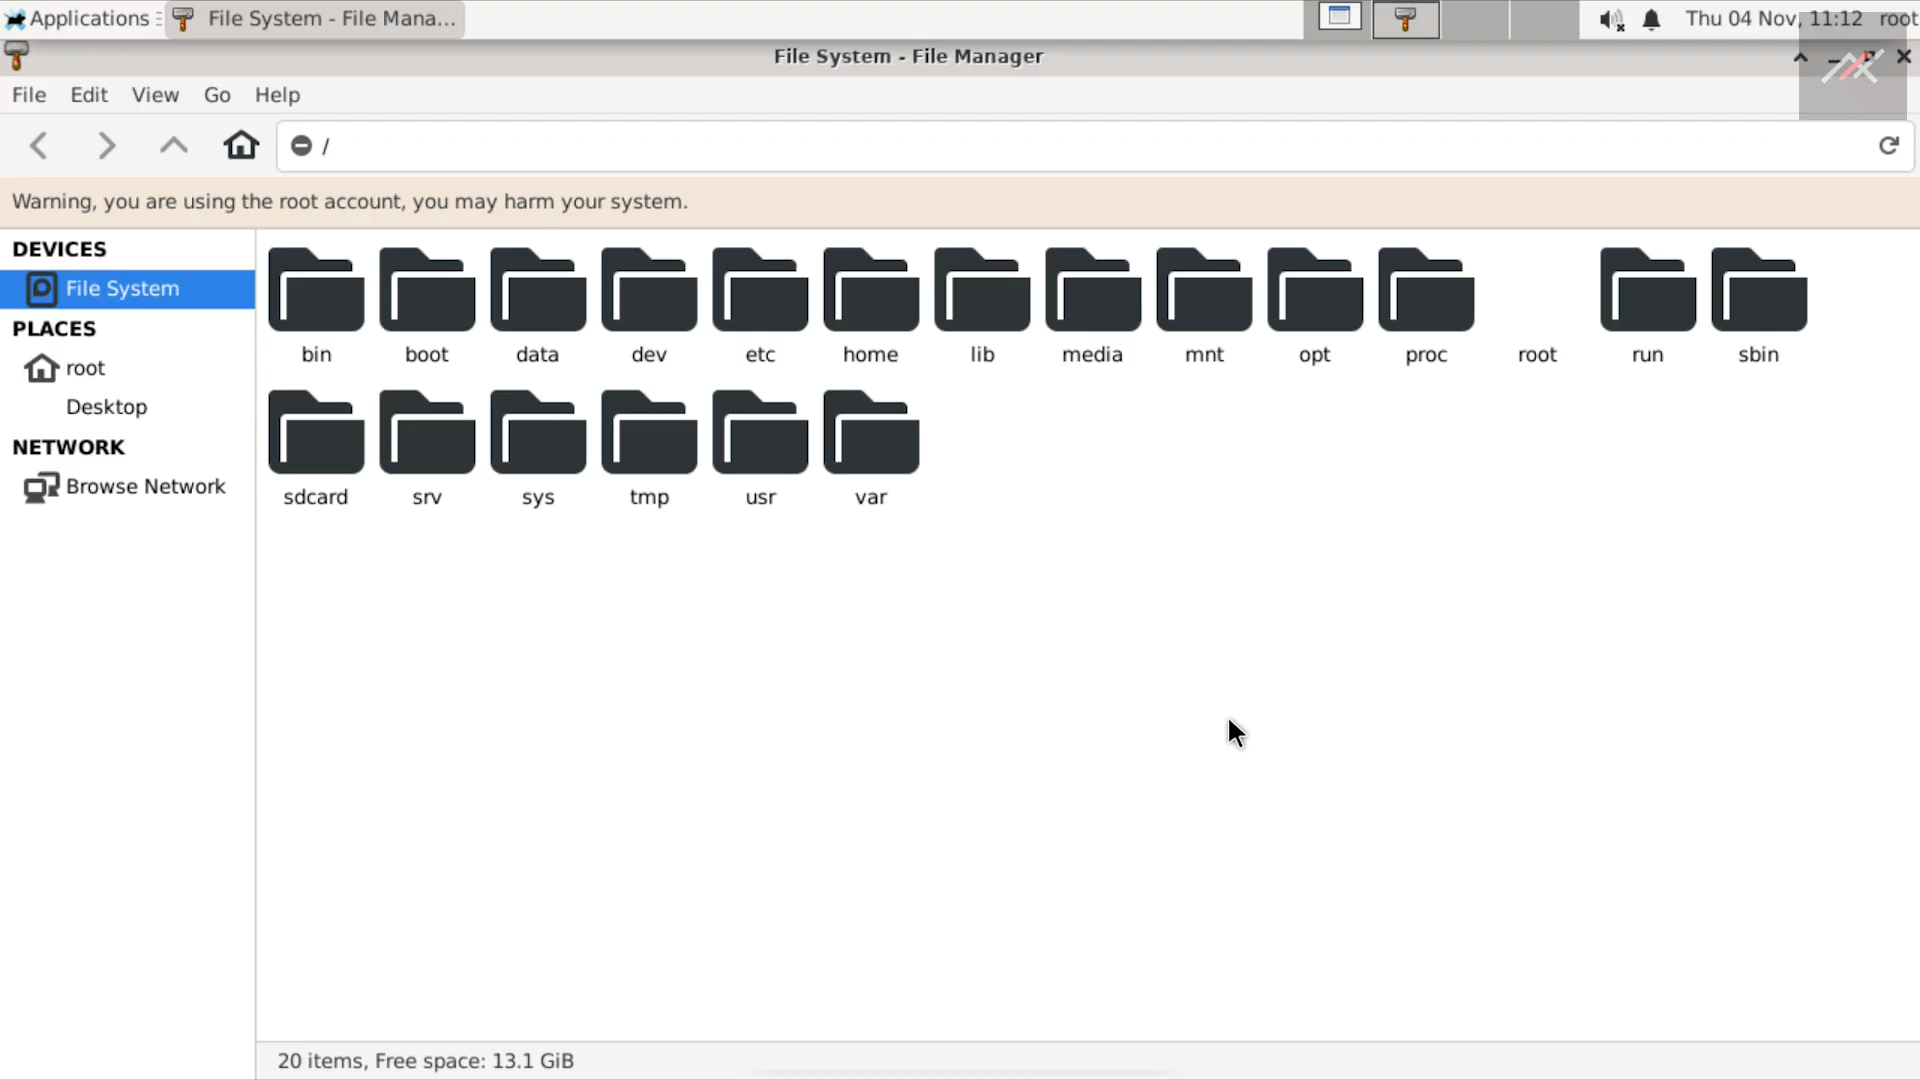 Applications File System - File Mana... Thu 04 Nov, 11:12 root
File System - File Manager
File Edit View Go Help
/
Warning, you are using the root account, you may harm your system.
DEVICES
File System
PLACES
root
Desktop
NETWORK
Browse Network
bin boot data dev etc home lib media mnt opt proc root run sbin
sdcard srv sys tmp usr var
20 items, Free space: 13.1 GiB